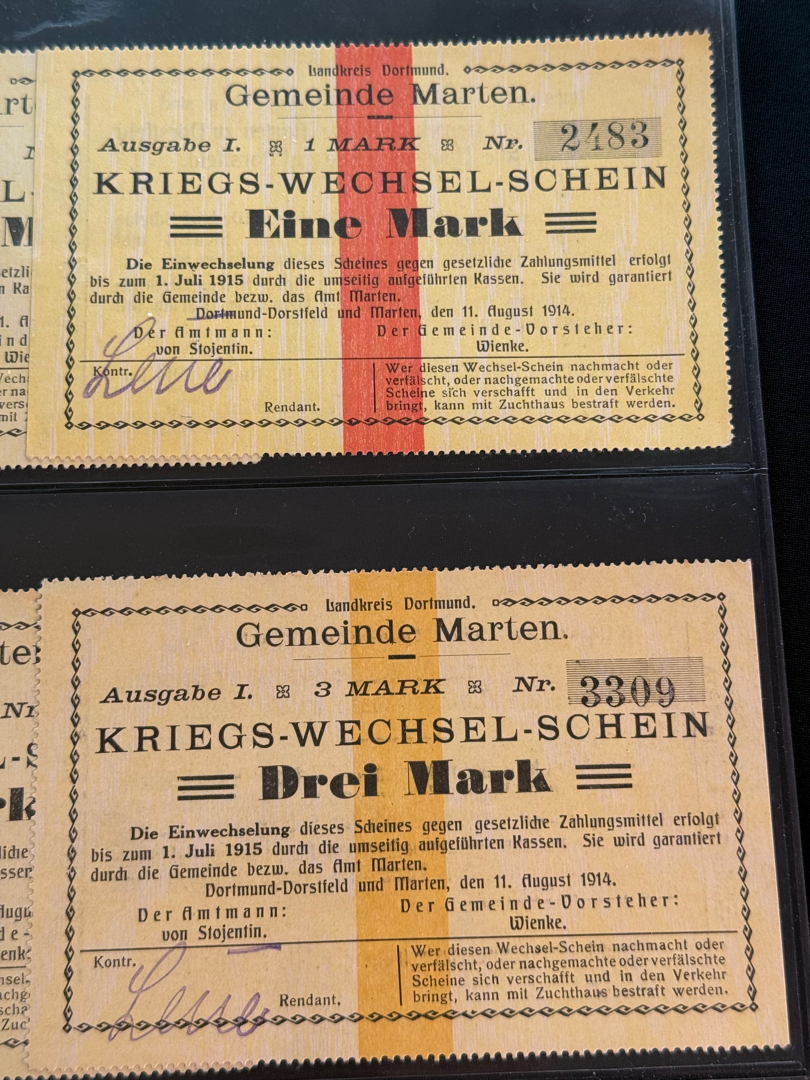 Landkreis Dortmund.
Gemeinde Marten.
Ausgabe I. 1 MARK Nr. 2483
KRIEGS-WECHSEL-SCHEIN
Eine Mark
Die Einwechselung dieses Scheines gegen gesetzliche Zahlungsmittel erfolgt
bis zum 1. Juli 1915 durch die umseitig aufgeführten Kassen. Sie wird garantiert
durch die Gemeinde bezw. das Amt Marten.
Dortmund-Dorstfeld und Marten, den 11. August 1914.
Der Amtmann: Der Gemeinde-Vorsteher:
von Stojentin. Wienke.
Kontr.
Rendant.
Wer diesen Wechsel-Schein nachmacht oder
verfälscht, oder nachgemachte oder verfälschte
Scheine sich verschafft und in den Verkehr
bringt, kann mit Zuchthaus bestraft werden.
Landkreis Dortmund.
Gemeinde Marten.
Ausgabe I. 3 MARK Nr. 3309
KRIEGS-WECHSEL-SCHEIN
Drei Mark
Die Einwechselung dieses Scheines gegen gesetzliche Zahlungsmittel erfolgt
bis zum 1. Juli 1915 durch die umseitig aufgeführten Kassen. Sie wird garantiert
durch die Gemeinde bezw. das Amt Marten.
Dortmund-Dorstfeld und Marten, den 11. August 1914.
Der Amtmann: Der Gemeinde-Vorsteher:
von Stojentin. Wienke.
Kontr.
Rendant.
Wer diesen Wechsel-Schein nachmacht oder
verfälscht, oder nachgemachte oder verfälschte
Scheine sich verschafft und in den Verkehr
bringt, kann mit Zuchthaus bestraft werden.